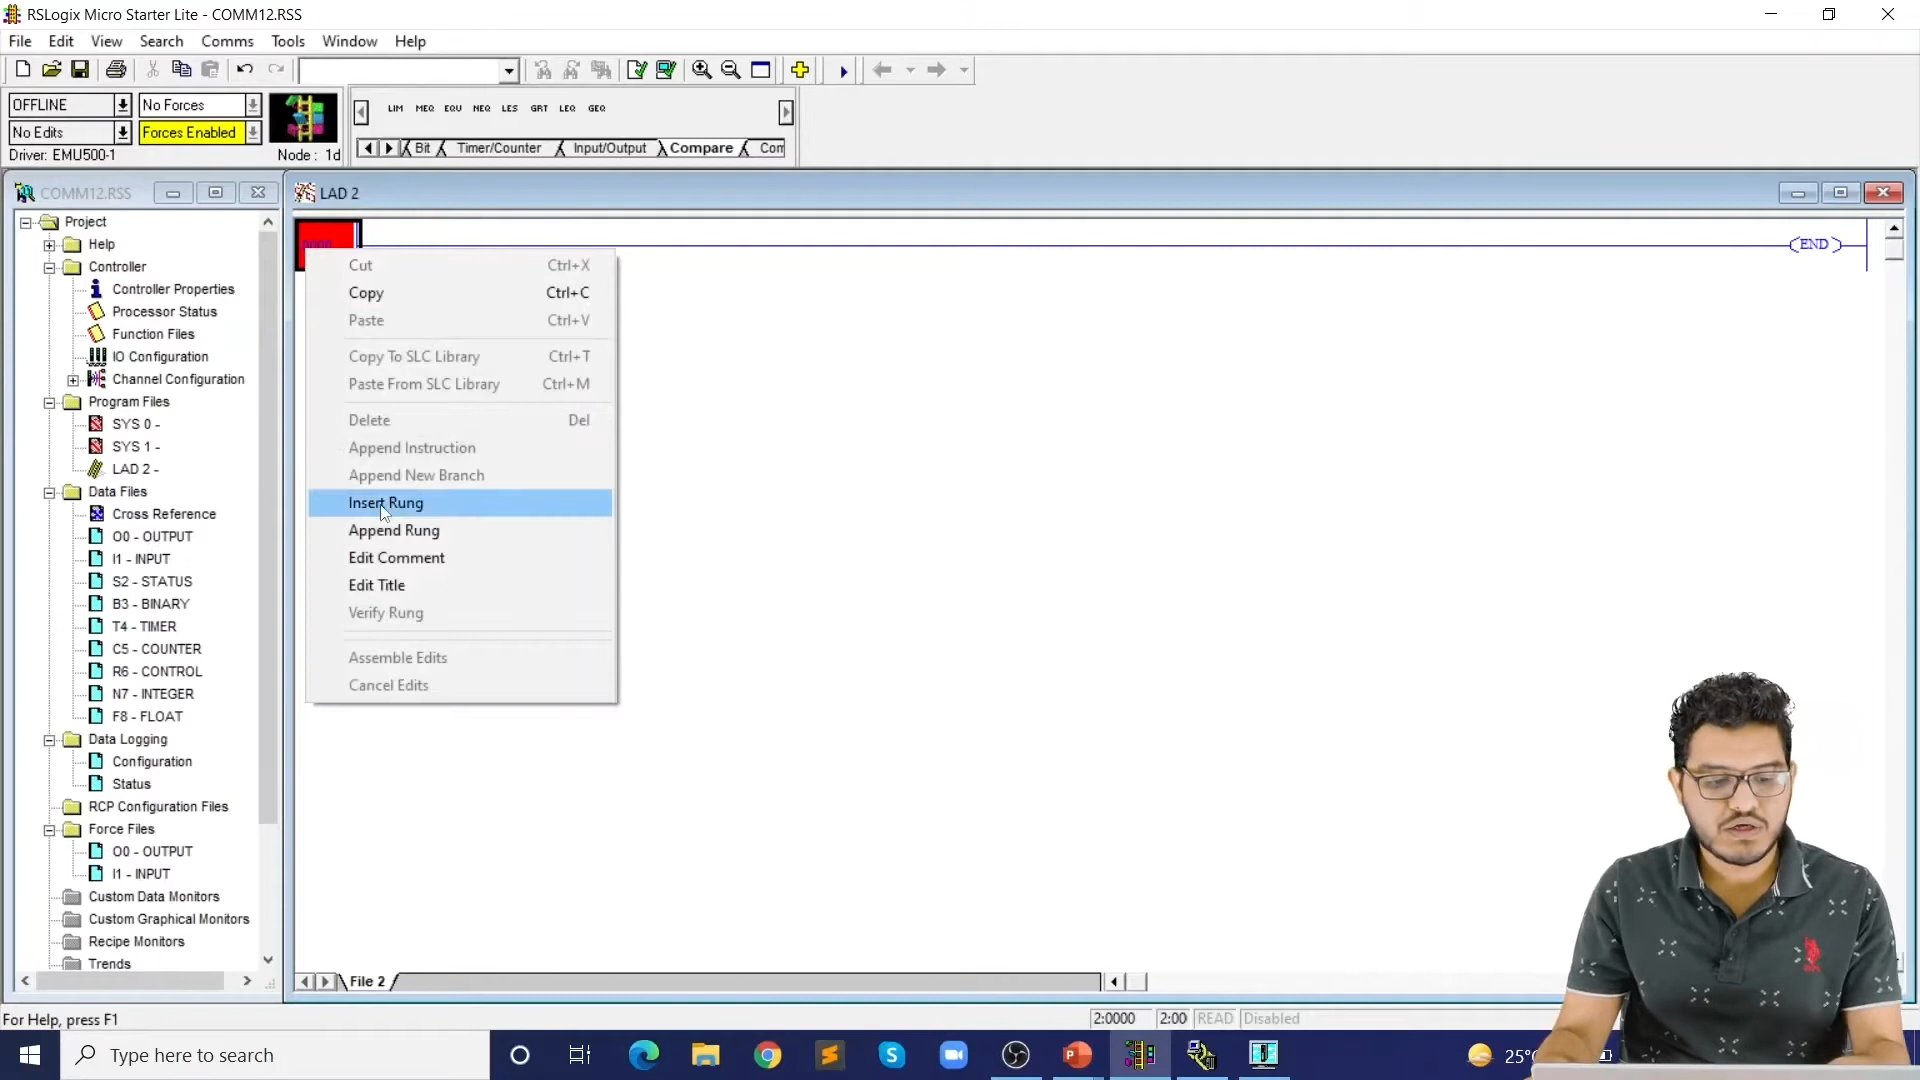 RSLogix Micro Starter Lite - COMM12.RSS
File Edit View Search Comms Tools Window Help
OFFLINE No Forces
No Edits Forces Enabled
Driver: EMU500-1 Node : 1d
LIM MEQ EQU NEQ LES GRT LEQ GEQ
Bit Timer/Counter Input/Output Compare
COMM12.RSS
Project
Help
Controller
Controller Properties
Processor Status
Function Files
IO Configuration
Channel Configuration
Program Files
SYS 0 -
SYS 1 -
LAD 2 -
Data Files
Cross Reference
O0 - OUTPUT
I1 - INPUT
S2 - STATUS
B3 - BINARY
T4 - TIMER
C5 - COUNTER
R6 - CONTROL
N7 - INTEGER
F8 - FLOAT
Data Logging
Configuration
Status
RCP Configuration Files
Force Files
O0 - OUTPUT
I1 - INPUT
Custom Data Monitors
Custom Graphical Monitors
Recipe Monitors
Trends
LAD 2
END
Cut Ctrl+X
Copy Ctrl+C
Paste Ctrl+V
Copy To SLC Library Ctrl+T
Paste From SLC Library Ctrl+M
Delete Del
Append Instruction
Append New Branch
Insert Rung
Append Rung
Edit Comment
Edit Title
Verify Rung
Assemble Edits
Cancel Edits
File 2
For Help, press F1
2:0000 2:00 READ Disabled
Type here to search